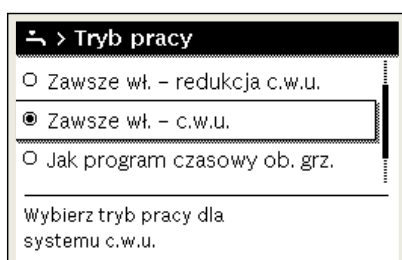 > Tryb pracy
Zawsze wł. – redukcja c.w.u.
Zawsze wł. – c.w.u.
Jak program czasowy ob. grz.
Wybierz tryb pracy dla
systemu c.w.u.